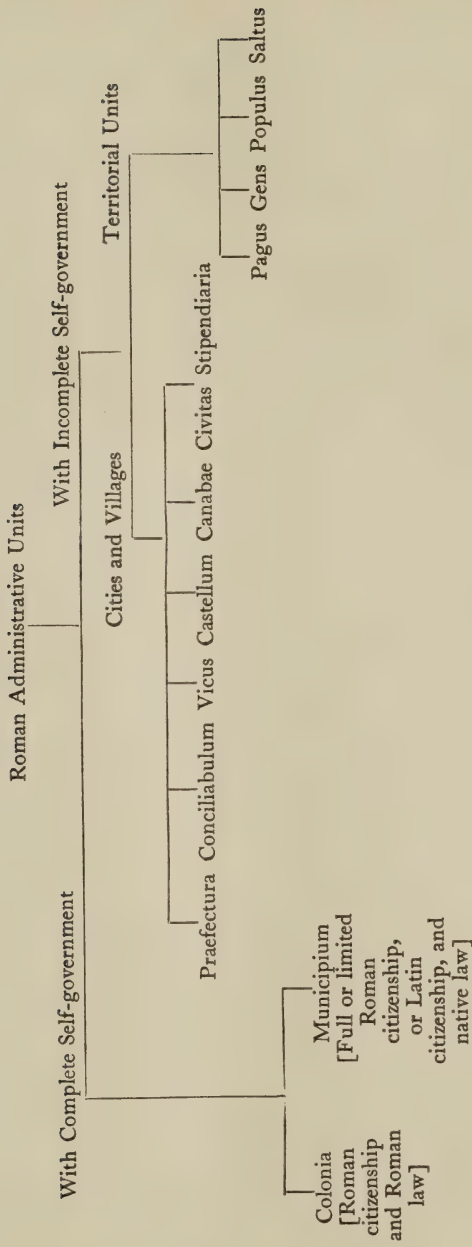 Roman Administrative Units
With Complete Self-government
With Incomplete Self-government
Cities and Villages
Territorial Units
Praefectura Conciliabulum Vicus Castellum Canabae Civitas Stipendiaria
Pagus Gens Populus Saltus
Colonia
[Roman
citizenship
and Roman
law]
Municipium
[Full or limited
Roman
citizenship,
or Latin
citizenship, and
native law]